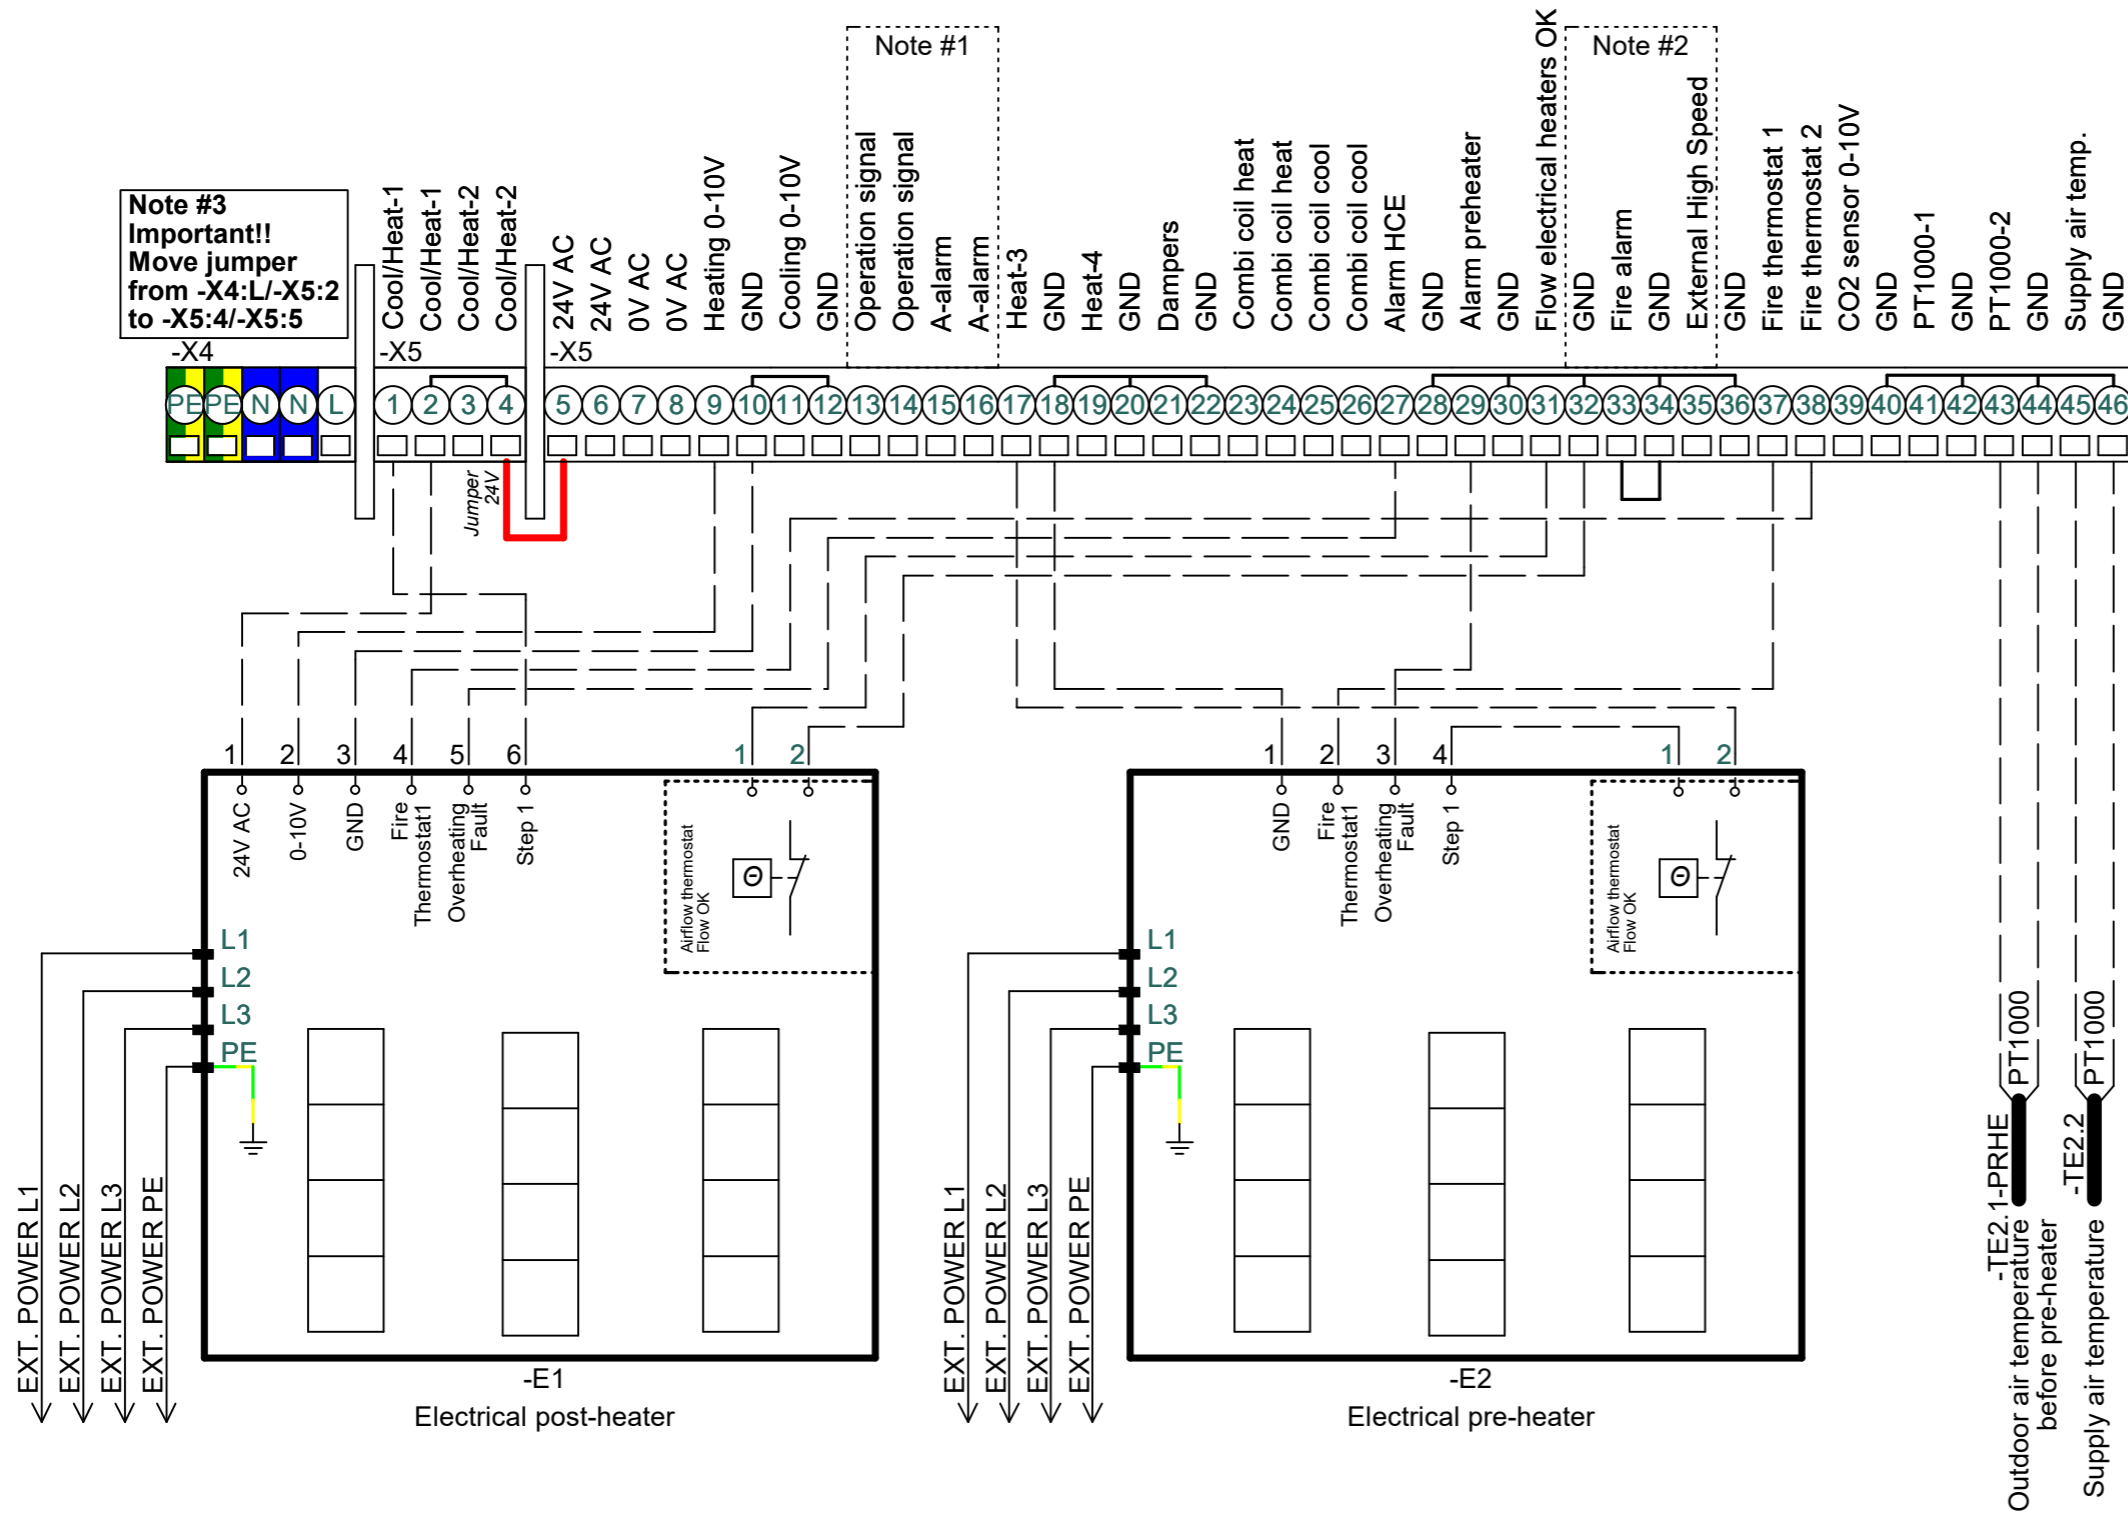 Note #1
Note #2
Note #3
Important!!
Move jumper
from -X4:L/-X5:2
to -X5:4/-X5:5
Cool/Heat-1
Cool/Heat-1
Cool/Heat-2
Cool/Heat-2
24V AC
24V AC
0V AC
0V AC
Heating 0-10V
GND
Cooling 0-10V
GND
Operation signal
Operation signal
A-alarm
A-alarm
Heat-3
GND
Heat-4
GND
Dampers
GND
Combi coil heat
Combi coil heat
Combi coil cool
Combi coil cool
Alarm HCE
GND
Alarm preheater
GND
Flow electrical heaters OK
GND
Fire alarm
GND
External High Speed
GND
Fire thermostat 1
Fire thermostat 2
CO2 sensor 0-10V
GND
PT1000-1
GND
PT1000-2
GND
Supply air temp.
GND
-X4
-X5
-X5
PE PE N N L 1 2 3 4 5 6 7 8 9 10 11 12 13 14 15 16 17 18 19 20 21 22 23 24 25 26 27 28 29 30 31 32 33 34 35 36 37 38 39 40 41 42 43 44 45 46
Jumper
24V
1 2 3 4 5 6 1 2
24V AC
0-10V
GND
Fire
Thermostat1
Overheating
Fault
Step 1
Airflow thermostat
Flow OK
Θ
L1
L2
L3
PE
EXT. POWER L1
EXT. POWER L2
EXT. POWER L3
EXT. POWER PE
-E1
Electrical post-heater
1 2 3 4 1 2
GND
Fire
Thermostat1
Overheating
Fault
Step 1
Airflow thermostat
Flow OK
Θ
L1
L2
L3
PE
EXT. POWER L1
EXT. POWER L2
EXT. POWER L3
EXT. POWER PE
-E2
Electrical pre-heater
PT1000
-TE2.1-PRHE
Outdoor air temperature
before pre-heater
PT1000
-TE2.2
Supply air temperature